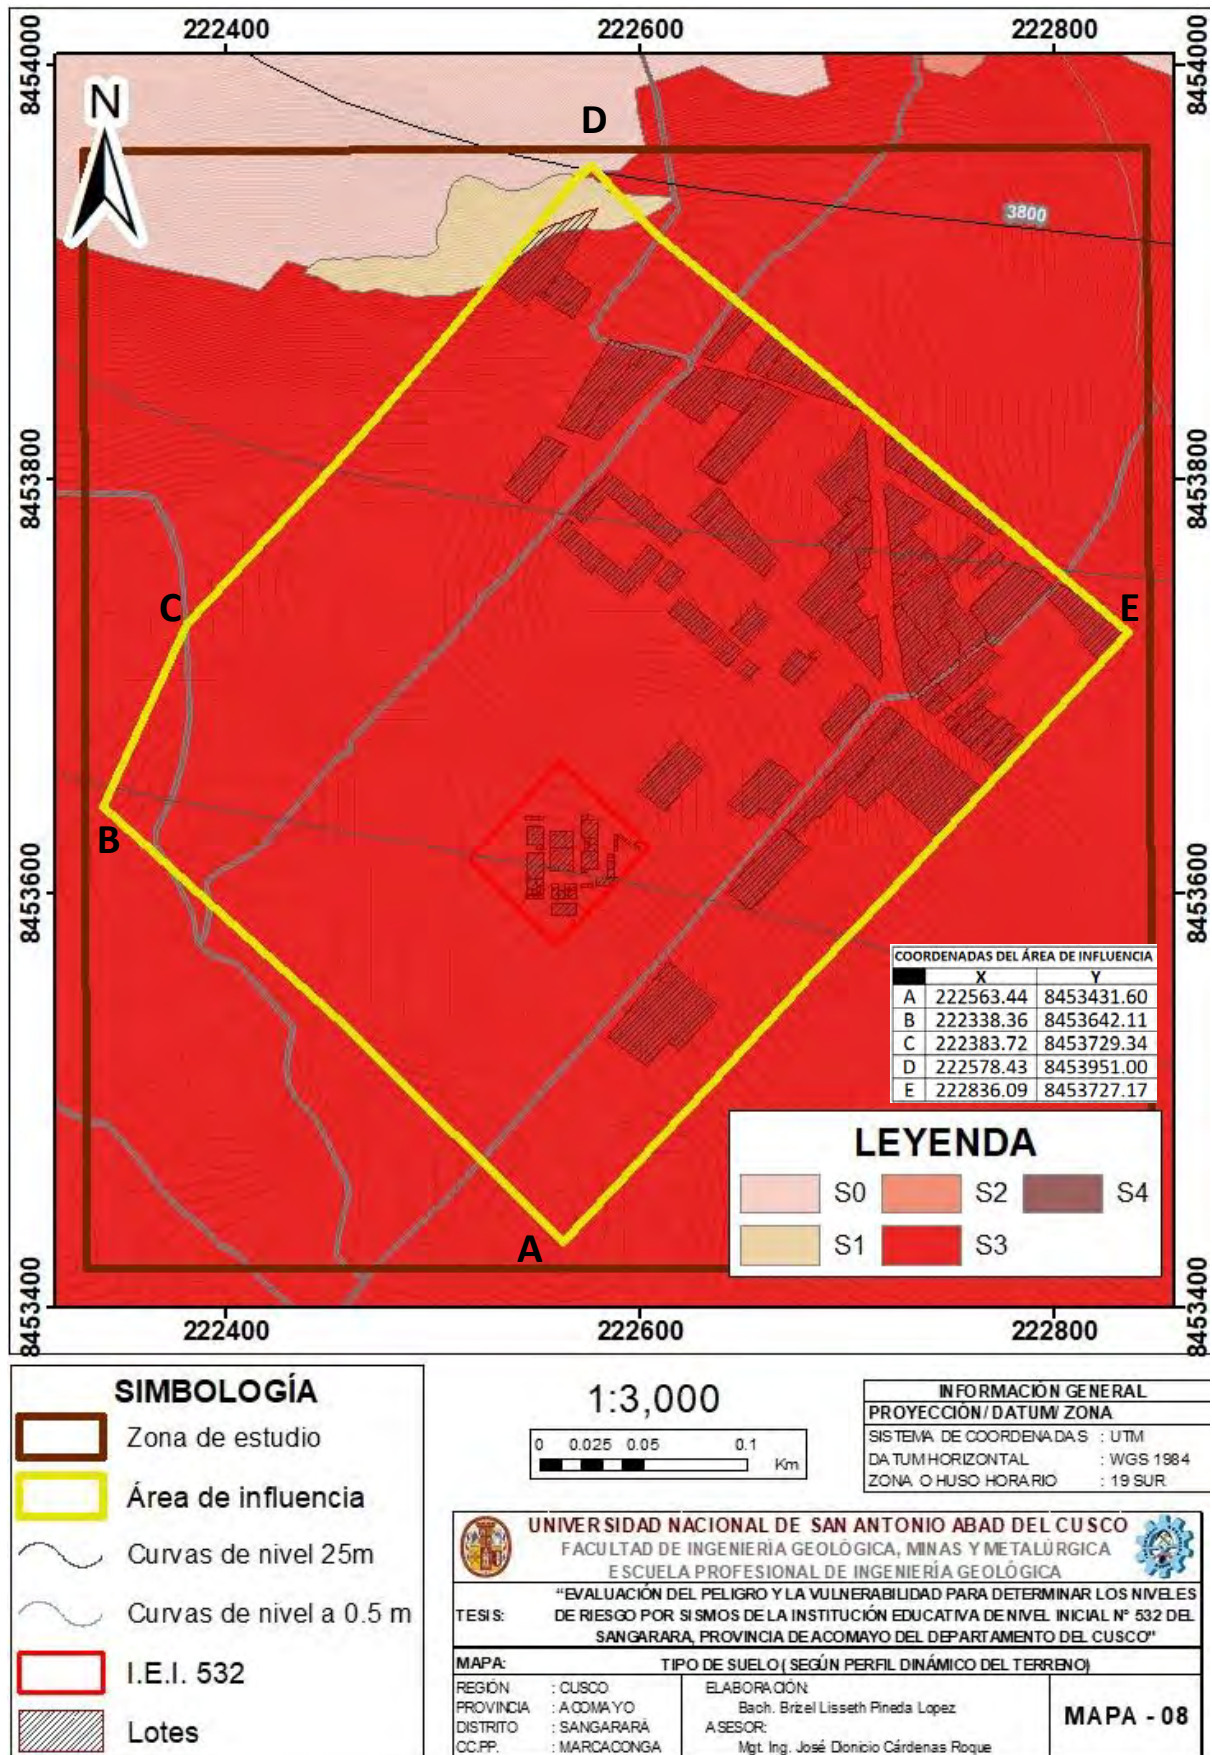 222400 222600 222800
8454000 8454000
N
D
3800
8453800 8453800
C
E
B
8453600 8453600
COORDENADAS DEL ÁREA DE INFLUENCIA
X Y
A 222563.44 8453431.60
B 222338.36 8453642.11
C 222383.72 8453729.34
D 222578.43 8453951.00
E 222836.09 8453727.17
LEYENDA
S0 S2 S4
S1 S3
A
8453400 8453400
222400 222600 222800
SIMBOLOGÍA
Zona de estudio
Área de influencia
Curvas de nivel 25m
Curvas de nivel a 0.5 m
I.E.I. 532
Lotes
1:3,000
0 0.025 0.05 0.1
Km
INFORMACIÓN GENERAL
PROYECCIÓN/ DATUM/ ZONA
SISTEMA DE COORDENADAS : UTM
DATUM HORIZONTAL : WGS 1984
ZONA O HUSO HORARIO : 19 SUR
UNIVERSIDAD NACIONAL DE SAN ANTONIO ABAD DEL CUSCO
FACULTAD DE INGENIERÍA GEOLÓGICA, MINAS Y METALÚRGICA
ESCUELA PROFESIONAL DE INGENIERÍA GEOLÓGICA
TESIS: "EVALUACIÓN DEL PELIGRO Y LA VULNERABILIDAD PARA DETERMINAR LOS NIVELES
DE RIESGO POR SISMOS DE LA INSTITUCIÓN EDUCATIVA DE NIVEL INICIAL N° 532 DEL
SANGARARA, PROVINCIA DE ACOMAYO DEL DEPARTAMENTO DEL CUSCO"
MAPA: TIPO DE SUELO ( SEGÚN PERFIL DINÁMICO DEL TERRENO)
REGIÓN : CUSCO
PROVINCIA : ACOMAYO
DISTRITO : SANGARARÁ
CC.PP. : MARCACONGA
ELABORACIÓN:
Bach. Brizel Lisseth Pineda Lopez
ASESOR:
Mgt. Ing. José Dionicio Cárdenas Roque
MAPA - 08